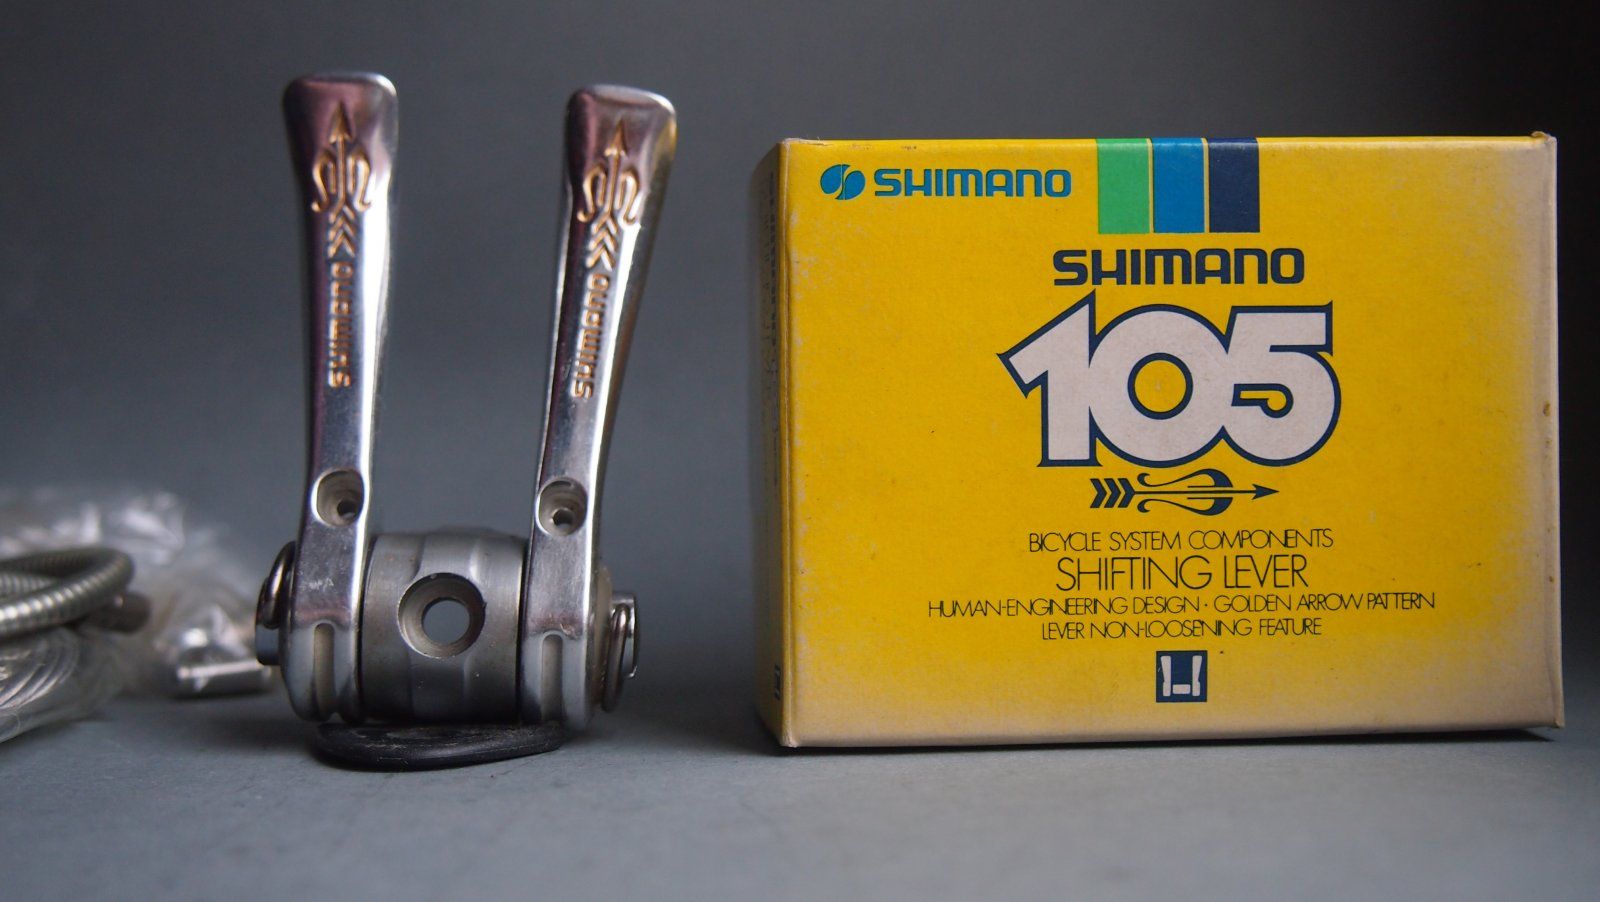 SHIMANO
SHIMANO
SHIMANO
SHIMANO
105
BICYCLE SYSTEM COMPONENTS
SHIFTING LEVER
HUMAN-ENGINEERING DESIGN · GOLDEN ARROW PATTERN
LEVER NON-LOOSENING FEATURE